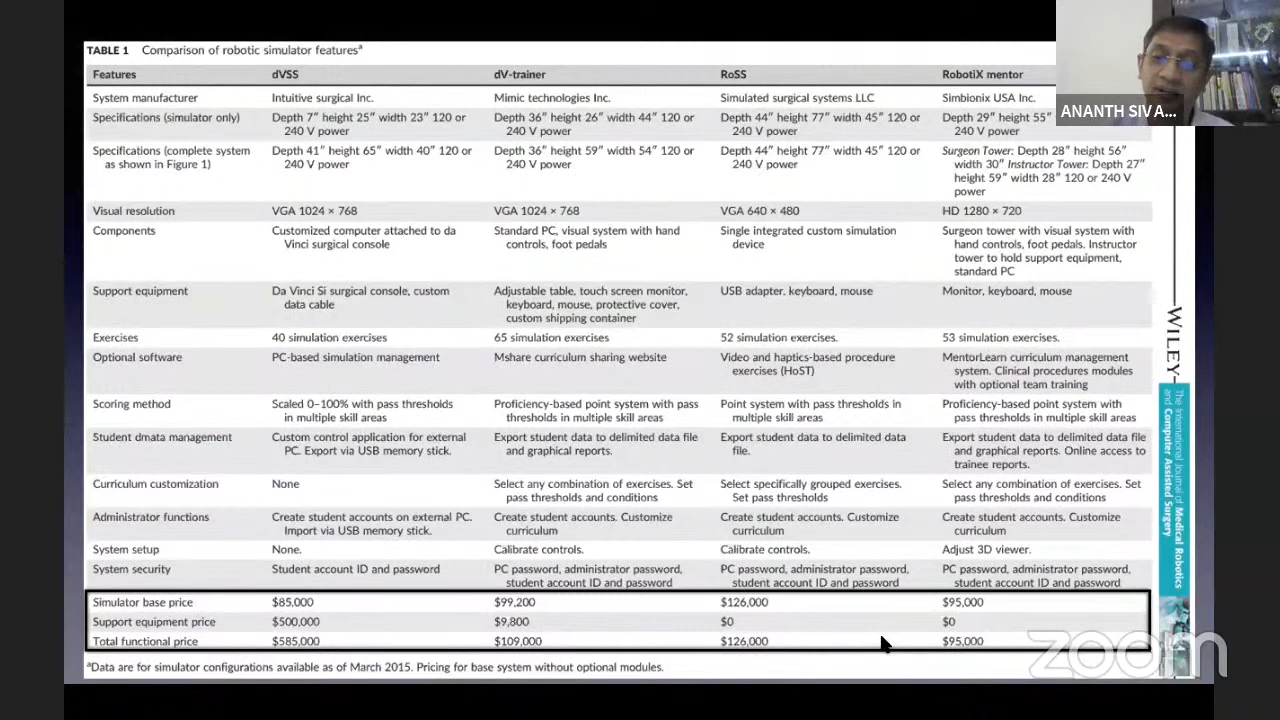 TABLE 1 Comparison of robotic simulator featuresᵃ
Features dVSS dV-trainer RoSS RobotiX mentor
System manufacturer Intuitive surgical Inc. Mimic technologies Inc. Simulated surgical systems LLC Simbionix USA Inc.
Specifications (simulator only) Depth 7″ height 25″ width 23″ 120 or Depth 36″ height 26″ width 44″ 120 or Depth 44″ height 77″ width 45″ 120 or Depth 29″ height 55″
240 V power 240 V power 240 V power 240 V power
Specifications (complete system Depth 41″ height 65″ width 40″ 120 or Depth 36″ height 59″ width 54″ 120 or Depth 44″ height 77″ width 45″ 120 or Surgeon Tower: Depth 28″ height 56″
as shown in Figure 1) 240 V power 240 V power 240 V power width 30″ Instructor Tower: Depth 27″
height 59″ width 28″ 120 or 240 V
power
Visual resolution VGA 1024 × 768 VGA 1024 × 768 VGA 640 × 480 HD 1280 × 720
Components Customized computer attached to da Standard PC, visual system with hand Single integrated custom simulation Surgeon tower with visual system with
Vinci surgical console controls, foot pedals device hand controls, foot pedals. Instructor
tower to hold support equipment,
standard PC
Support equipment Da Vinci Si surgical console, custom Adjustable table, touch screen monitor, USB adapter, keyboard, mouse Monitor, keyboard, mouse
data cable keyboard, mouse, protective cover,
custom shipping container
Exercises 40 simulation exercises 65 simulation exercises 52 simulation exercises. 53 simulation exercises.
Optional software PC-based simulation management Mshare curriculum sharing website Video and haptics-based procedure MentorLearn curriculum management
exercises (HoST) system. Clinical procedures modules
with optional team training
Scoring method Scaled 0–100% with pass thresholds Proficiency-based point system with pass Point system with pass thresholds in Proficiency-based point system with
in multiple skill areas thresholds in multiple skill areas multiple skill areas pass thresholds in multiple skill areas
Student dmata management Custom control application for external Export student data to delimited data file Export student data to delimited data Export student data to delimited data file
PC. Export via USB memory stick. and graphical reports. file. and graphical reports. Online access to
trainee reports.
Curriculum customization None Select any combination of exercises. Set Select specifically grouped exercises. Select any combination of exercises. Set
pass thresholds and conditions Set pass thresholds pass thresholds and conditions
Administrator functions Create student accounts on external PC. Create student accounts. Customize Create student accounts. Customize Create student accounts. Customize
Import via USB memory stick. curriculum curriculum curriculum
System setup None. Calibrate controls. Calibrate controls. Adjust 3D viewer.
System security Student account ID and password PC password, administrator password, PC password, administrator password, PC password, administrator password,
student account ID and password student account ID and password student account ID and password
Simulator base price $85,000 $99,200 $126,000 $95,000
Support equipment price $500,000 $9,800 $0 $0
Total functional price $585,000 $109,000 $126,000 $95,000
ᵃData are for simulator configurations available as of March 2015. Pricing for base system without optional modules.
ANANTH SIV A...
WILEY
The International Journal of Medical Robotics
and Computer Assisted Surgery
zoom